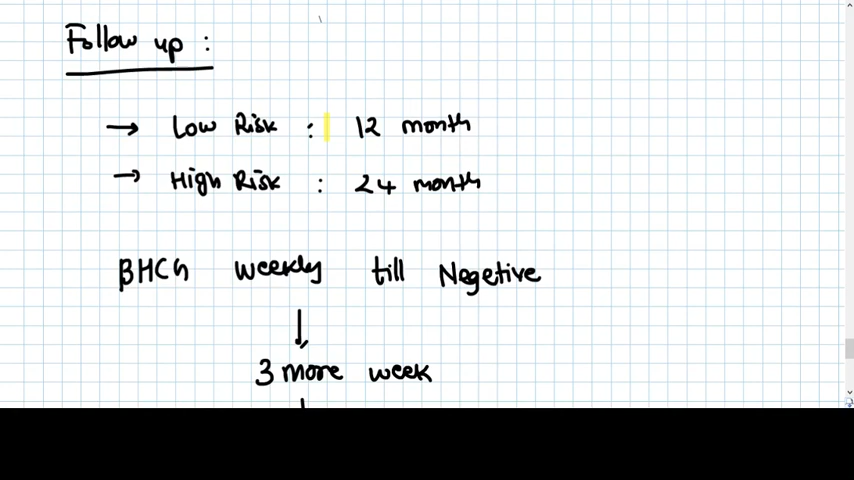 Follow up :
→ Low Risk : 12 month
→ High Risk : 24 month
βHCG weekly till Negetive
↓
3 more week